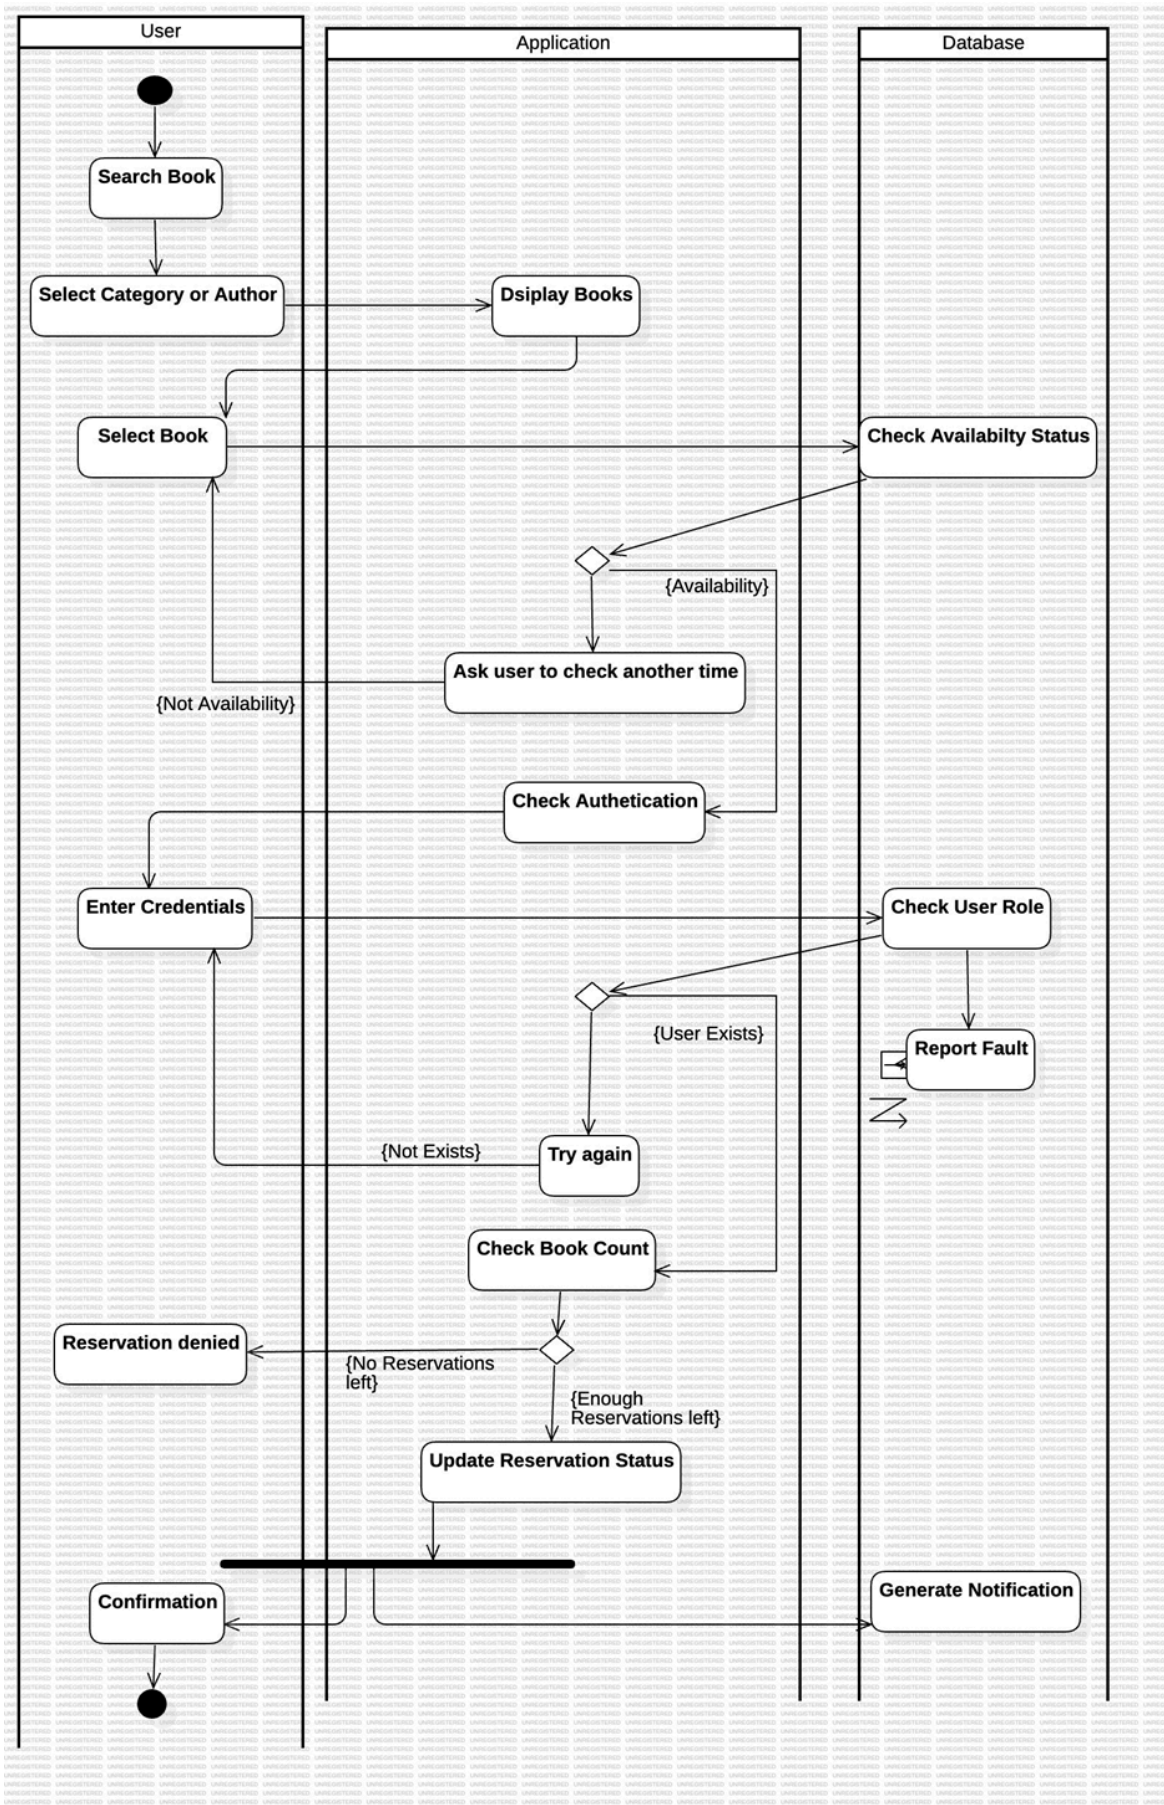 User
Application
Database
Search Book
Select Category or Author
Dsiplay Books
Select Book
Check Availabilty Status
{Availability}
Ask user to check another time
{Not Availability}
Check Authetication
Enter Credentials
Check User Role
{User Exists}
Report Fault
{Not Exists}
Try again
Check Book Count
Reservation denied
{No Reservations
left}
{Enough
Reservations left}
Update Reservation Status
Confirmation
Generate Notification
UNREGISTERED